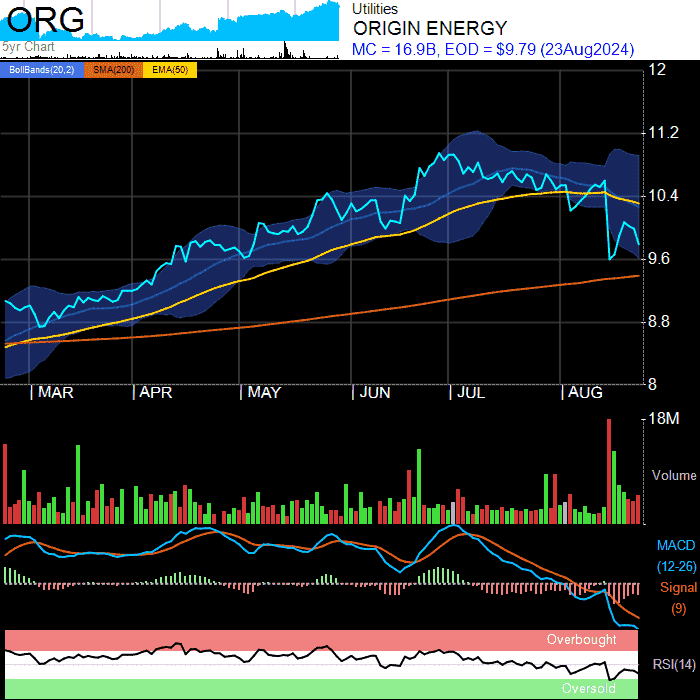 ORG
5yr Chart
Utilities
ORIGIN ENERGY
MC = 16.9B, EOD = $9.79 (23Aug2024)
BollBands(20,2) SMA(200) EMA(50)
12
11.2
10.4
9.6
8.8
8
MAR APR MAY JUN JUL AUG
18M
Volume
MACD
(12-26)
Signal
(9)
Overbought
RSI(14)
Oversold